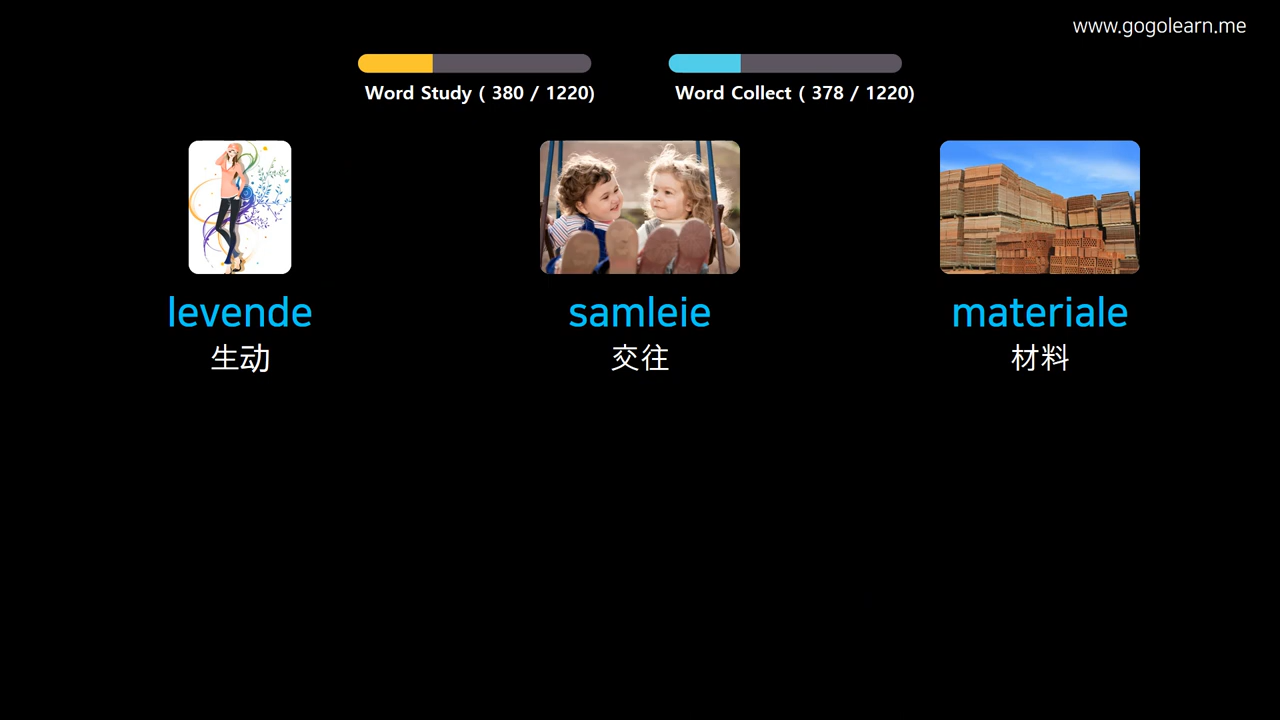 www.gogolearn.me
Word Study ( 380 / 1220)
Word Collect ( 378 / 1220)
levende
samleie
materiale
生动
交往
材料